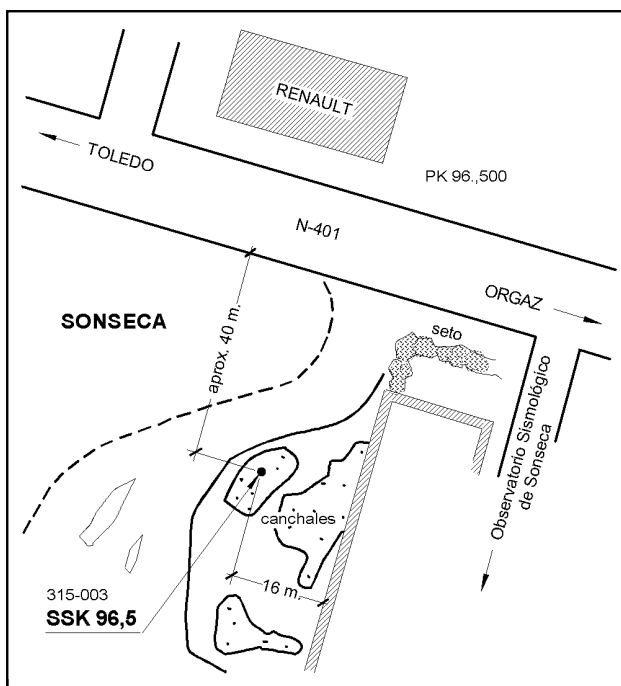 RENAULT
TOLEDO
PK 96.,500
N-401
ORGAZ
SONSECA
aprox. 40 m.
seto
Observatorio Sismológico
de Sonseca
canchales
16 m.
315-003
SSK 96,5